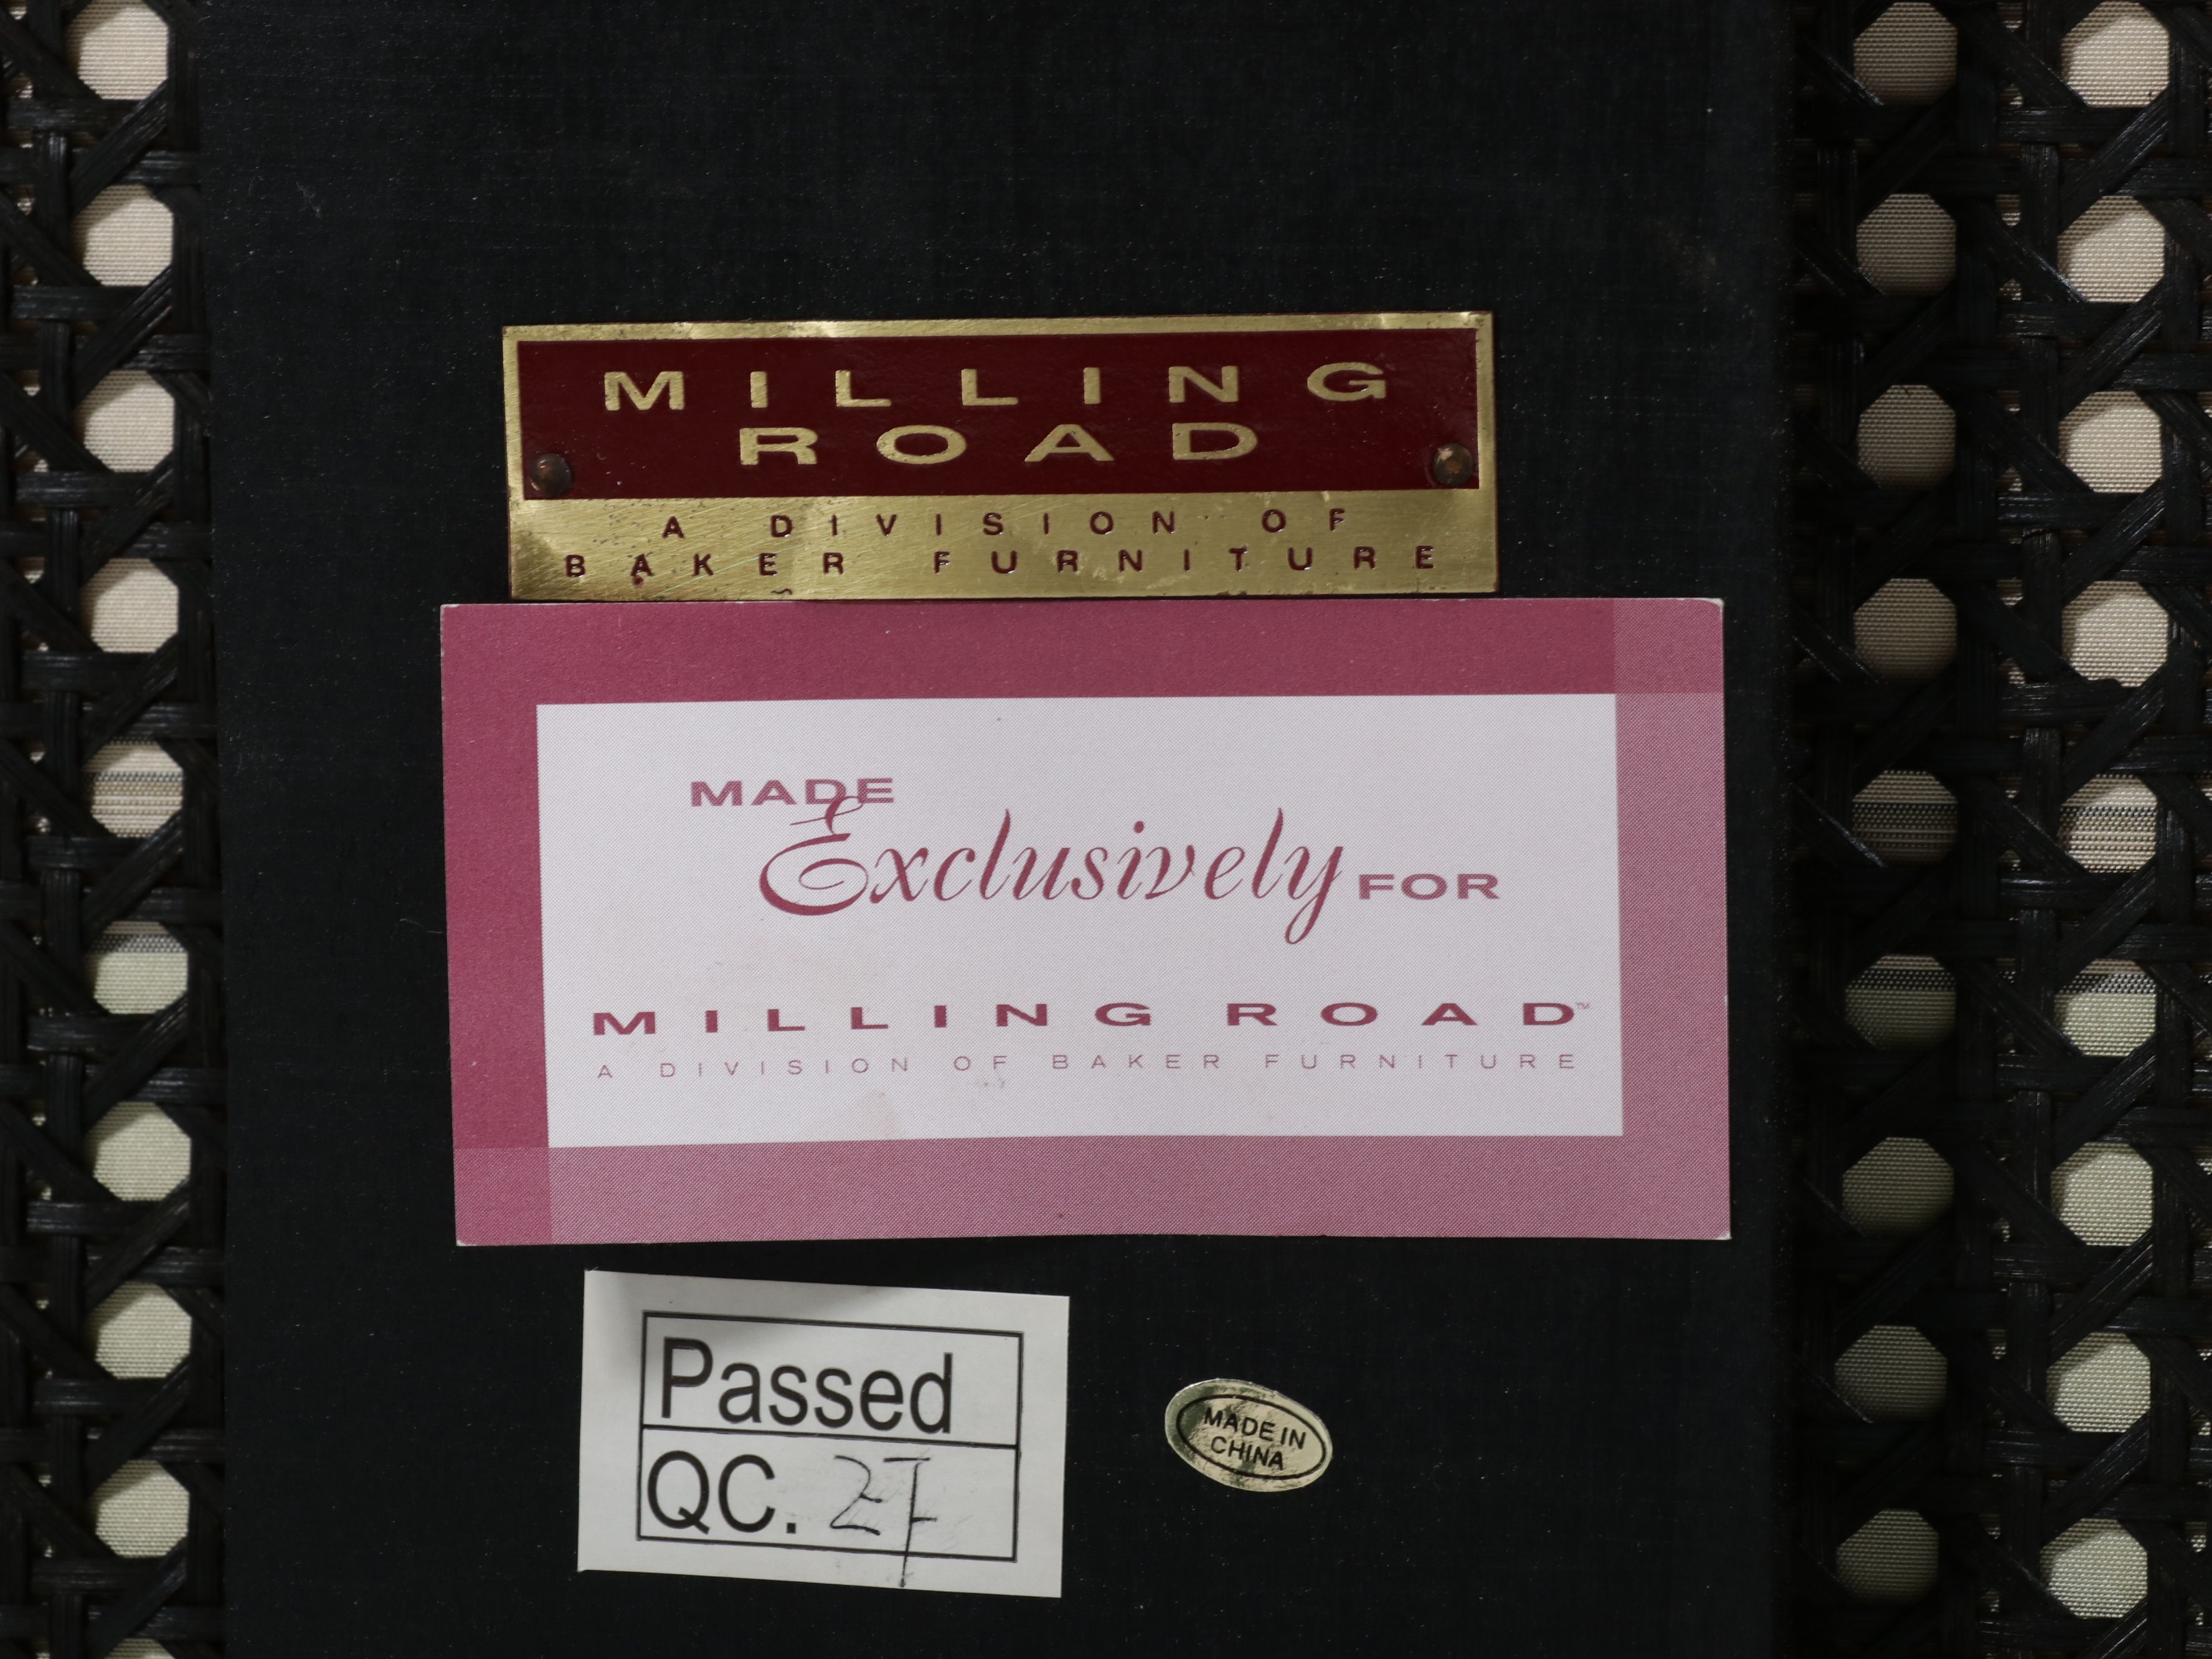 MILLING
ROAD
A DIVISION OF
BAKER FURNITURE
MADE
Exclusively FOR
MILLING ROAD™
A DIVISION OF BAKER FURNITURE
Passed
QC. 27
MADE IN
CHINA